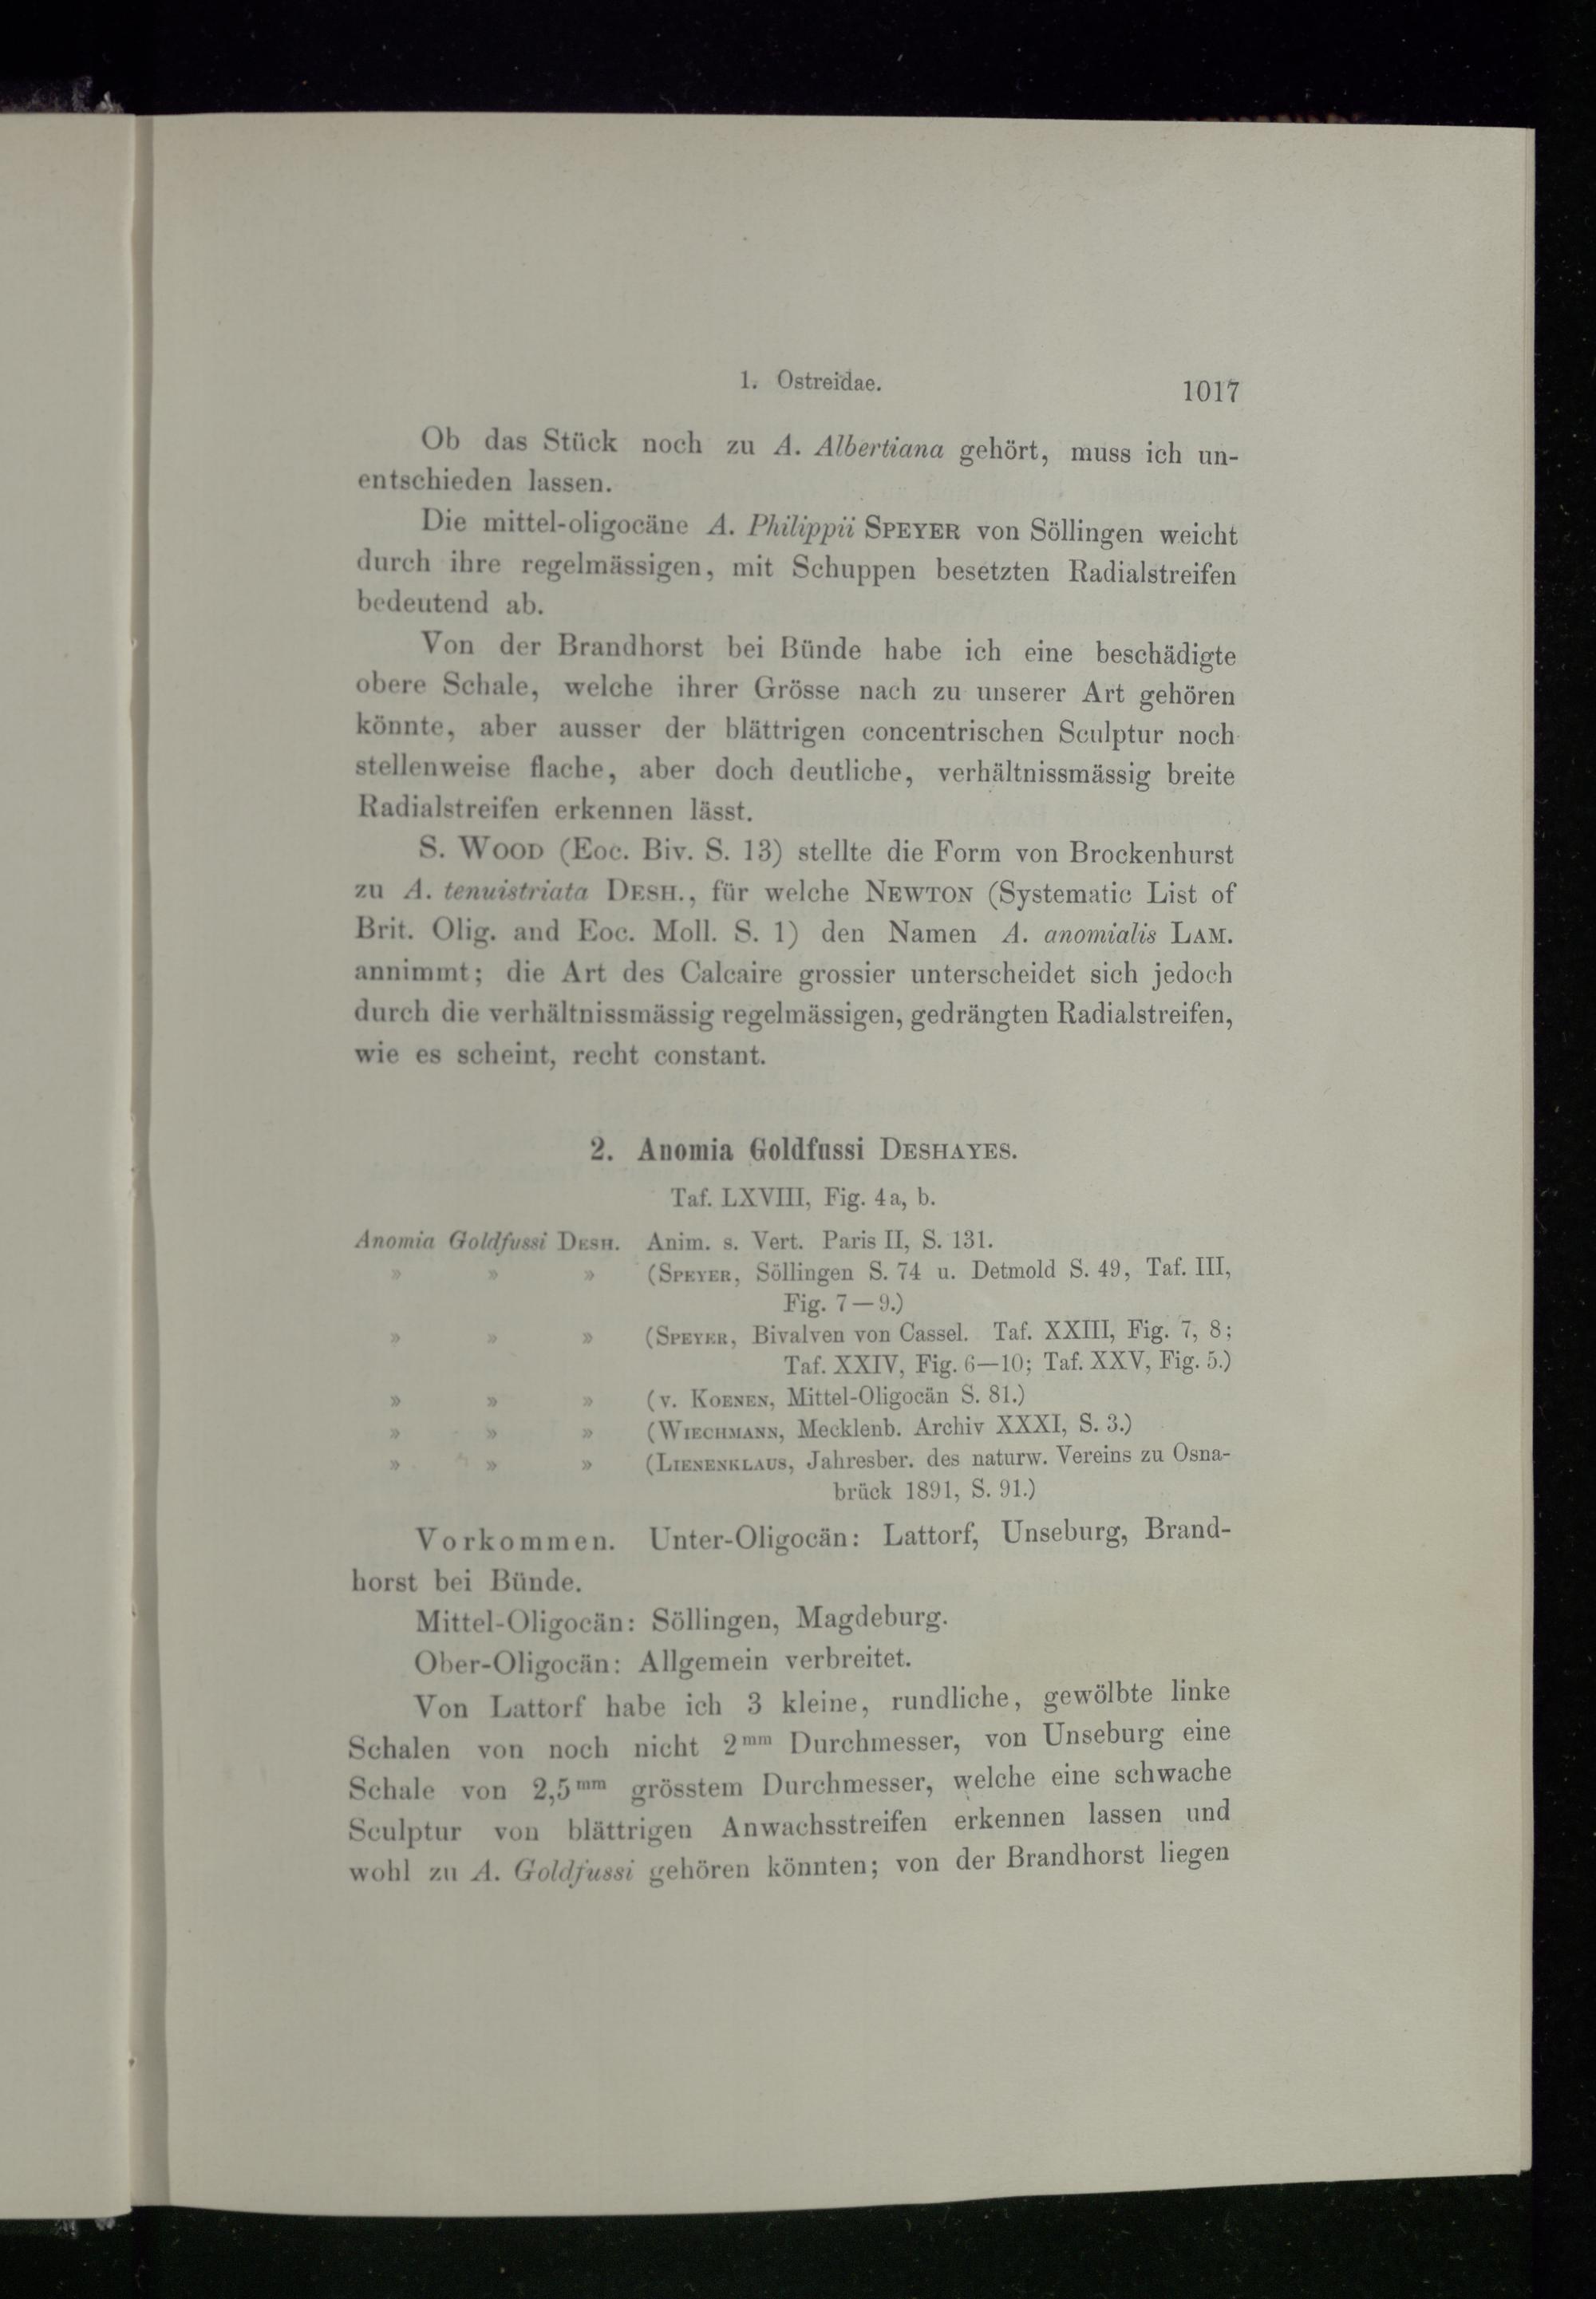 1. Ostreidae. 1017
Ob das Stück noch zu A. Albertiana gehört, muss ich un-
entschieden lassen.
Die mittel-oligocäne A. Philippii SPEYER von Söllingen weicht
durch ihre regelmässigen, mit Schuppen besetzten Radialstreifen
bedeutend ab.
Von der Brandhorst bei Bünde habe ich eine beschädigte
obere Schale, welche ihrer Grösse nach zu unserer Art gehören
könnte, aber ausser der blättrigen concentrischen Sculptur noch
stellenweise flache, aber doch deutliche, verhältnissmässig breite
Radialstreifen erkennen lässt.
S. WOOD (Eoc. Biv. S. 13) stellte die Form von Brockenhurst
zu A. tenuistriata DESH., für welche NEWTON (Systematic List of
Brit. Olig. and Eoc. Moll. S. 1) den Namen A. anomialis LAM.
annimmt; die Art des Calcaire grossier unterscheidet sich jedoch
durch die verhältnissmässig regelmässigen, gedrängten Radialstreifen,
wie es scheint, recht constant.
2. Anomia Goldfussi DESHAYES.
Taf. LXVIII, Fig. 4a, b.
Anomia Goldfussi DESH. Anim. s. Vert. Paris II, S. 131.
» » » (SPEYER, Söllingen S. 74 u. Detmold S. 49, Taf. III,
Fig. 7—9.)
» » » (SPEYER, Bivalven von Cassel. Taf. XXIII, Fig. 7, 8;
Taf. XXIV, Fig. 6—10; Taf. XXV, Fig. 5.)
» » » (v. KOENEN, Mittel-Oligocän S. 81.)
» » » (WIECHMANN, Mecklenb. Archiv XXXI, S. 3.)
» » » (LIENENKLAUS, Jahresber. des naturw. Vereins zu Osna-
brück 1891, S. 91.)
Vorkommen. Unter-Oligocän: Lattorf, Unseburg, Brand-
horst bei Bünde.
Mittel-Oligocän: Söllingen, Magdeburg.
Ober-Oligocän: Allgemein verbreitet.
Von Lattorf habe ich 3 kleine, rundliche, gewölbte linke
Schalen von noch nicht 2mm Durchmesser, von Unseburg eine
Schale von 2,5mm grösstem Durchmesser, welche eine schwache
Sculptur von blättrigen Anwachsstreifen erkennen lassen und
wohl zu A. Goldfussi gehören könnten; von der Brandhorst liegen